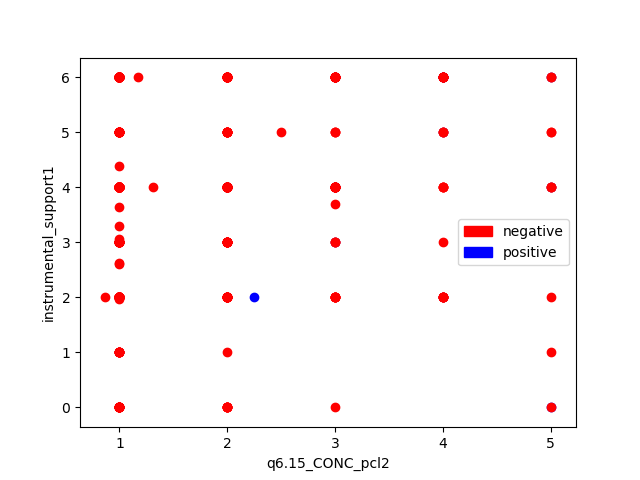 6
5
4
3
2
1
0
instrumental_support1
negative
positive
1 2 3 4 5
q6.15_CONC_pcl2